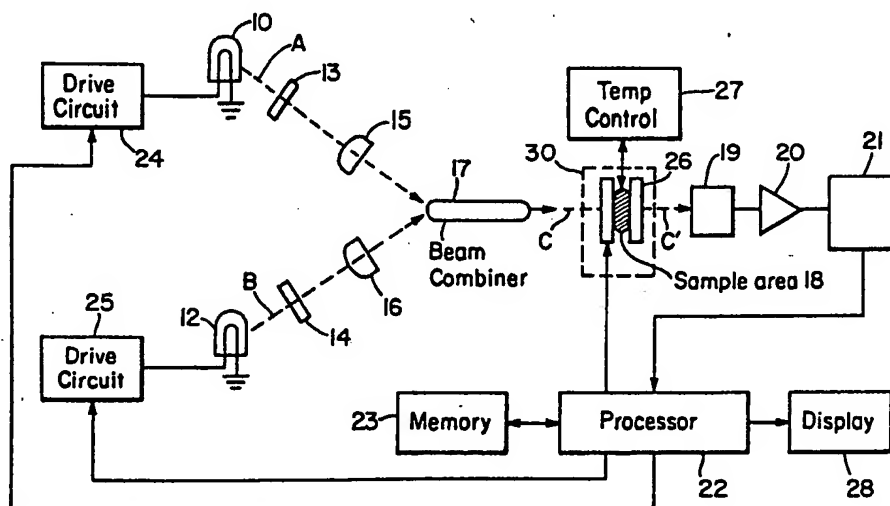 10
A
13
Drive
Circuit
24
15
Temp
Control
27
30
26
19
20
21
17
Beam
Combiner
C
C'
Sample area 18
16
B
14
12
25
Drive
Circuit
23
Memory
Processor
22
Display
28